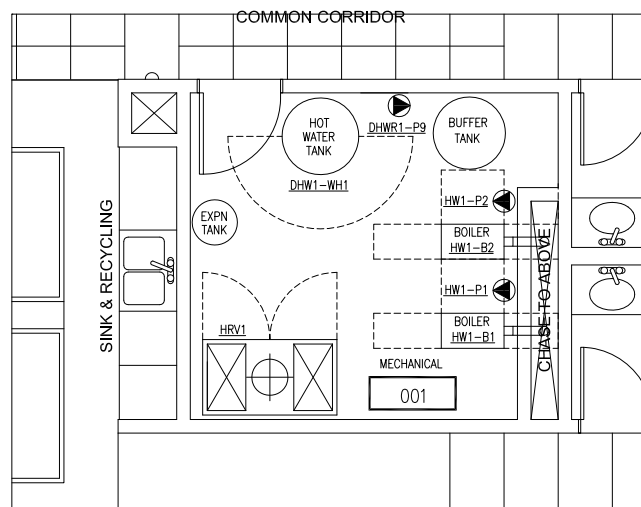 COMMON CORRIDOR
HOT
WATER
TANK
DHW1-WH1
DHWR1-P9
BUFFER
TANK
EXPN
TANK
HW1-P2
BOILER
HW1-B2
HW1-P1
BOILER
HW1-B1
HRV1
MECHANICAL
001
SINK & RECYCLING
CHASE TO ABOVE